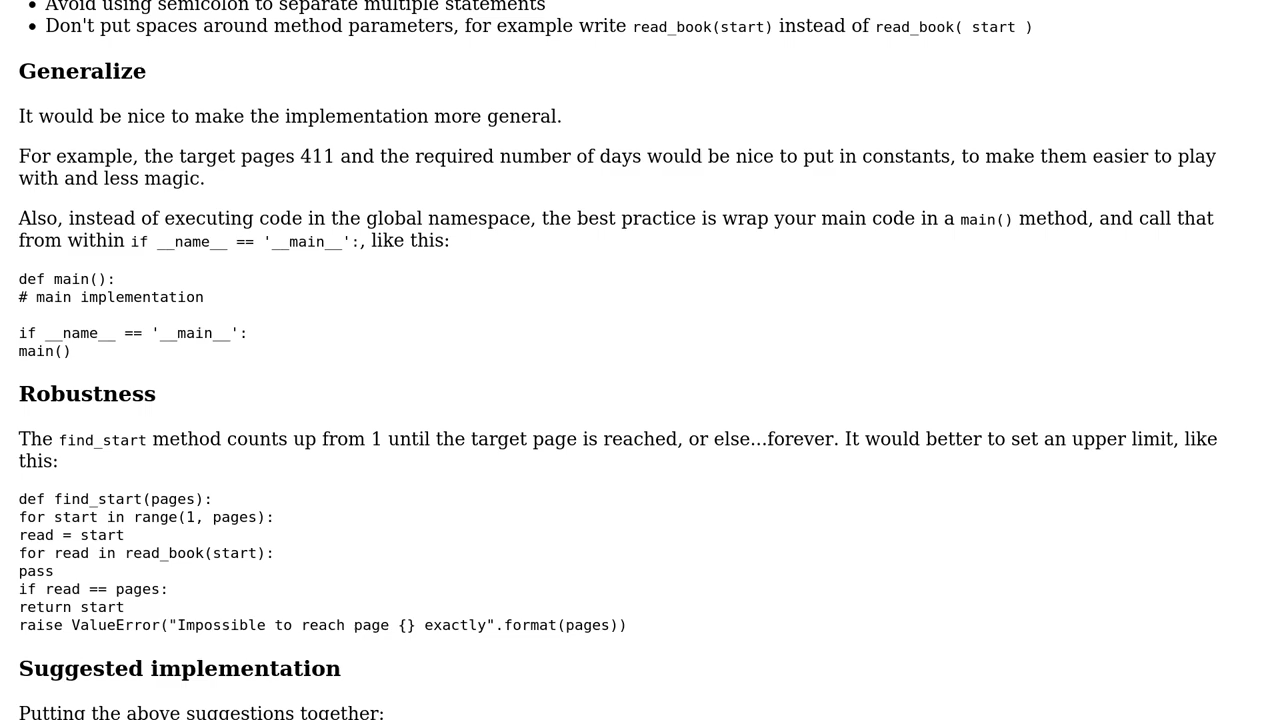 Avoid using semicolon to separate multiple statements
Don't put spaces around method parameters, for example write read_book(start) instead of read_book( start )
Generalize
It would be nice to make the implementation more general.
For example, the target pages 411 and the required number of days would be nice to put in constants, to make them easier to play
with and less magic.
Also, instead of executing code in the global namespace, the best practice is wrap your main code in a main() method, and call that
from within if __name__ == '__main__':, like this:
def main():
# main implementation
if __name__ == '__main__':
main()
Robustness
The find_start method counts up from 1 until the target page is reached, or else...forever. It would better to set an upper limit, like
this:
def find_start(pages):
for start in range(1, pages):
read = start
for read in read_book(start):
pass
if read == pages:
return start
raise ValueError("Impossible to reach page {} exactly".format(pages))
Suggested implementation
Putting the above suggestions together: